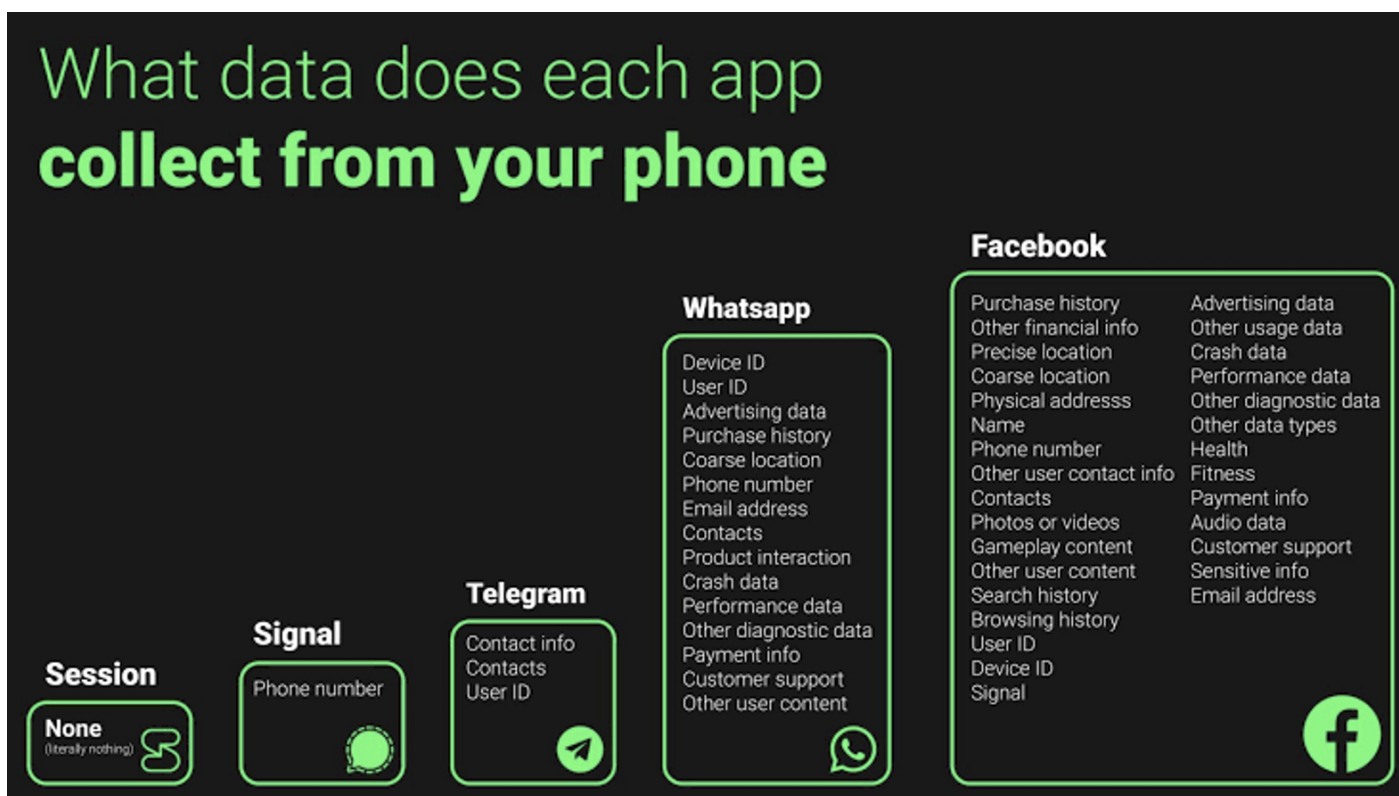 What data does each app
collect from your phone
Session
None
(literally nothing)
Signal
Phone number
Telegram
Contact info
Contacts
User ID
Whatsapp
Device ID
User ID
Advertising data
Purchase history
Coarse location
Phone number
Email address
Contacts
Product interaction
Crash data
Performance data
Other diagnostic data
Payment info
Customer support
Other user content
Facebook
Purchase history
Other financial info
Precise location
Coarse location
Physical addresss
Name
Phone number
Other user contact info
Contacts
Photos or videos
Gameplay content
Other user content
Search history
Browsing history
User ID
Device ID
Signal
Advertising data
Other usage data
Crash data
Performance data
Other diagnostic data
Other data types
Health
Fitness
Payment info
Audio data
Customer support
Sensitive info
Email address